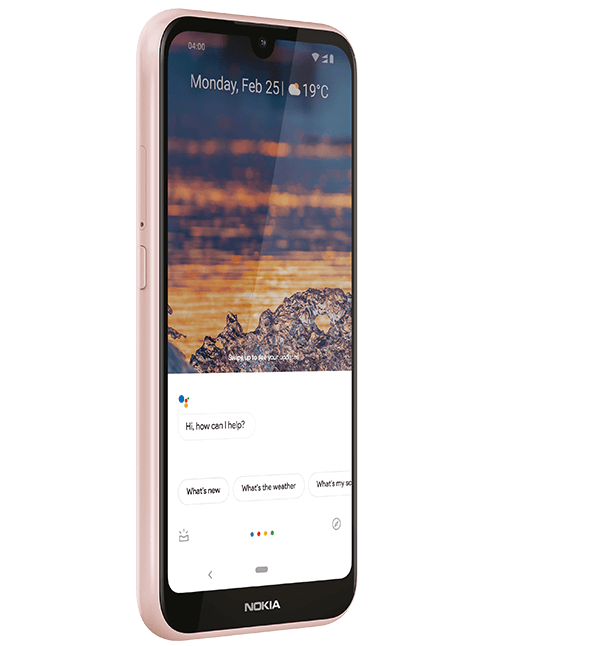 04:00
Monday, Feb 25 | 19°C
Swipe up to see your updates
Hi, how can I help?
What's new
What's the weather
What's my sc
NOKIA